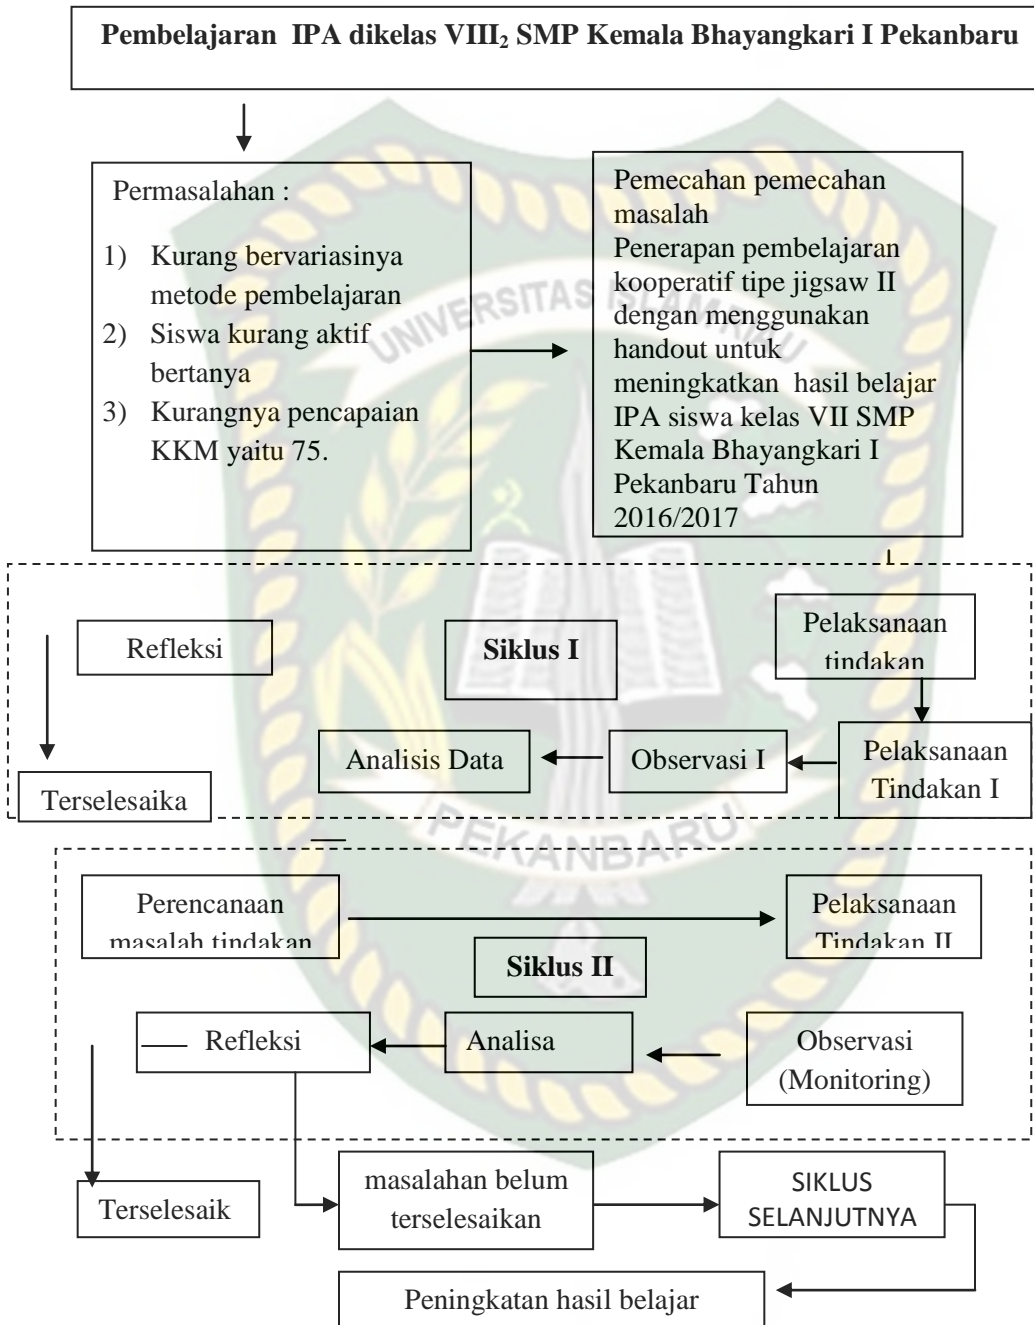 Pembelajaran IPA dikelas VIII₂ SMP Kemala Bhayangkari I Pekanbaru
Permasalahan :
1) Kurang bervariasinya
metode pembelajaran
2) Siswa kurang aktif
bertanya
3) Kurangnya pencapaian
KKM yaitu 75.
Pemecahan pemecahan
masalah
Penerapan pembelajaran
kooperatif tipe jigsaw II
dengan menggunakan
handout untuk
meningkatkan hasil belajar
IPA siswa kelas VII SMP
Kemala Bhayangkari I
Pekanbaru Tahun
2016/2017
UNIVERSITAS ISLAM RIAU
Refleksi
Siklus I
Pelaksanaan
tindakan
Analisis Data
Observasi I
Pelaksanaan
Tindakan I
Terselesaika
PEKANBARU
Perencanaan
masalah tindakan
Pelaksanaan
Tindakan II
Siklus II
Refleksi
Analisa
Observasi
(Monitoring)
Terselesaik
masalahan belum
terselesaikan
SIKLUS
SELANJUTNYA
Peningkatan hasil belajar